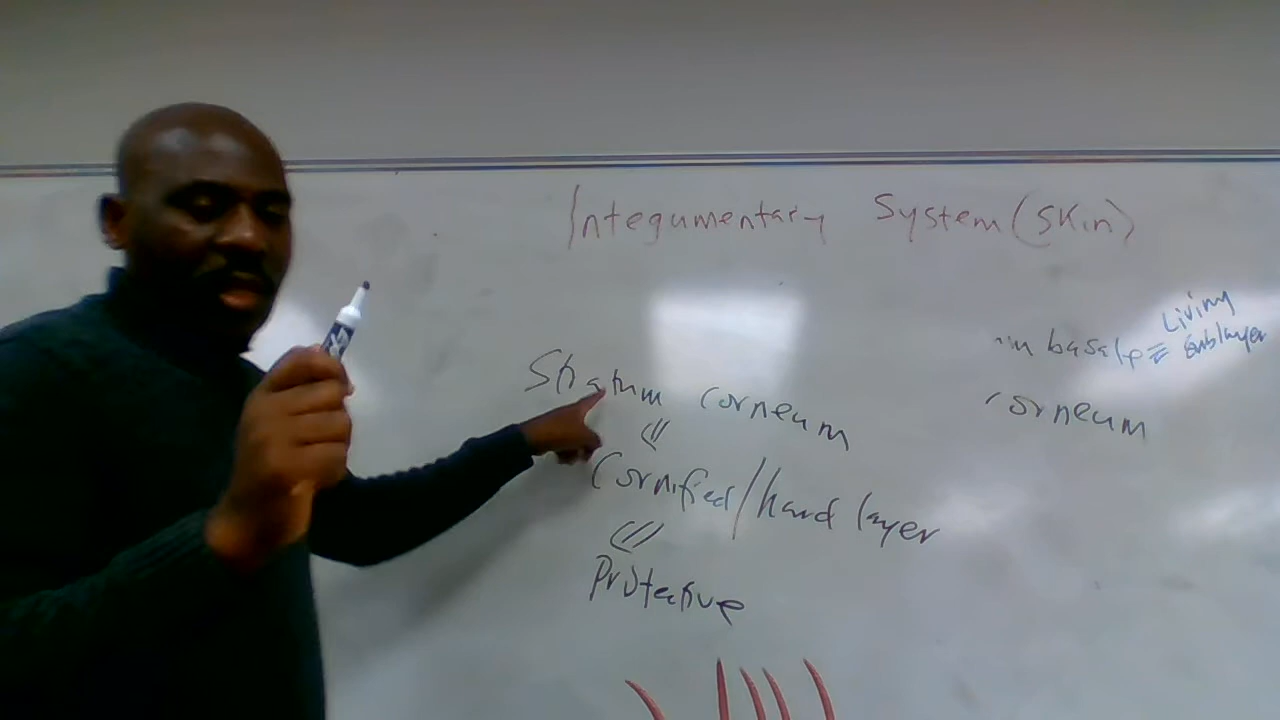 Integumentary System (Skin)
Living
m basale = sublayer
Stratum corneum
corneum
Cornified/hard layer
Protective